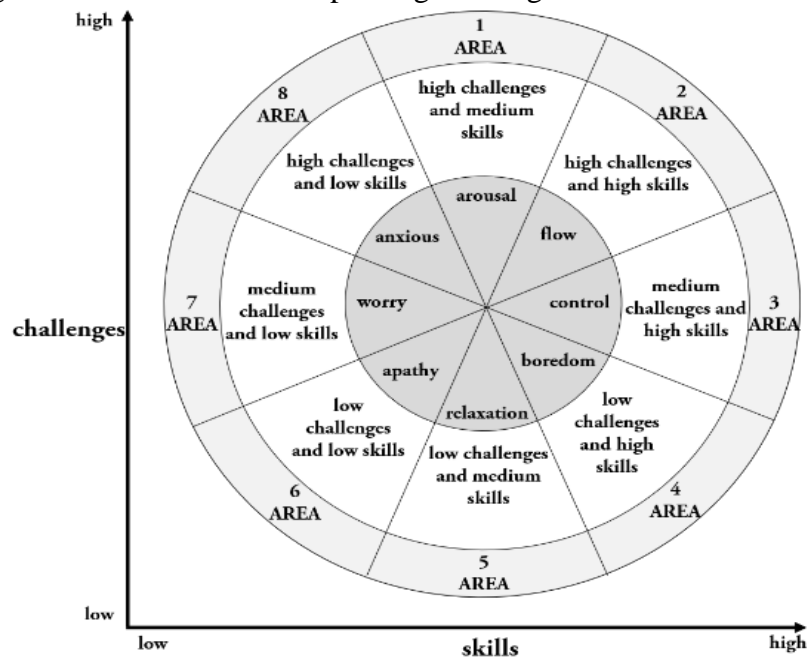 high
1
AREA
8
AREA
2
AREA
high challenges
and medium
skills
high challenges
and low skills
high challenges
and high skills
arousal
anxious
flow
7
AREA
medium
challenges
and low skills
worry
control
medium
challenges and
high skills
3
AREA
challenges
apathy
boredom
relaxation
low
challenges
and low skills
low challenges
and medium
skills
low
challenges
and high
skills
6
AREA
4
AREA
5
AREA
low
low
skills
high